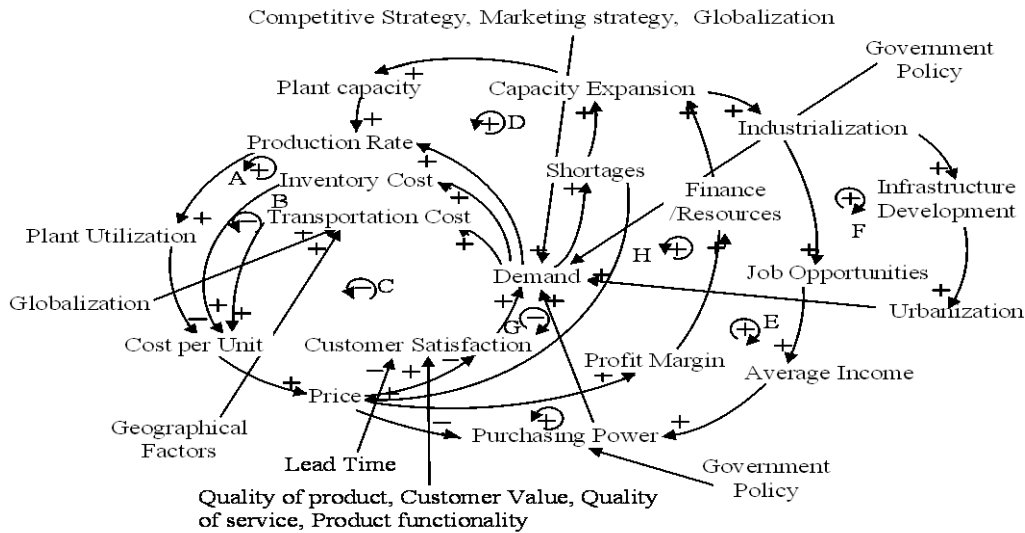 Competitive Strategy, Marketing strategy, Globalization
Government
Policy
Plant capacity
+
Capacity Expansion
+
+
D
+
+
+
Industrialization
Production Rate
+
+
A
+
Inventory Cost
+
Shortages
+
Finance
/Resources
+
Infrastructure
Development
+
F
B
−
Transportation Cost
+
+
+
Plant Utilization
+
H
+
+
+
Demand
+
+
Job Opportunities
+
Globalization
−
C
+
Urbanization
−
+
+
+
+
G
−
+
E
Cost per Unit
Customer Satisfaction
+
Profit Margin
Average Income
−
+
−
+
Price
+
+
−
+
Purchasing Power
+
Geographical
Factors
Lead Time
Government
Policy
Quality of product, Customer Value, Quality
of service, Product functionality